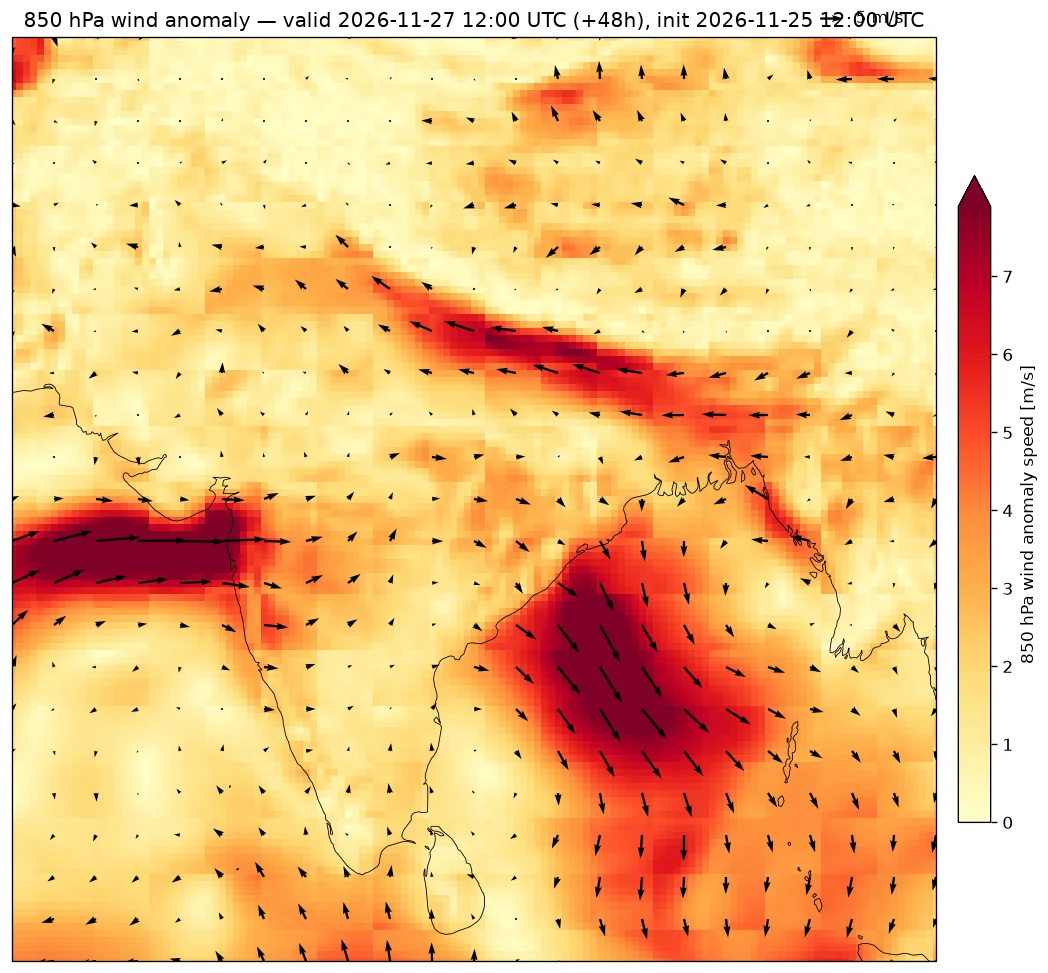 850 hPa wind anomaly — valid 2026-11-27 12:00 UTC (+48h), init 2026-11-25 12:00 UTC
5 m/s
7
6
5
4
3
2
1
0
850 hPa wind anomaly speed [m/s]